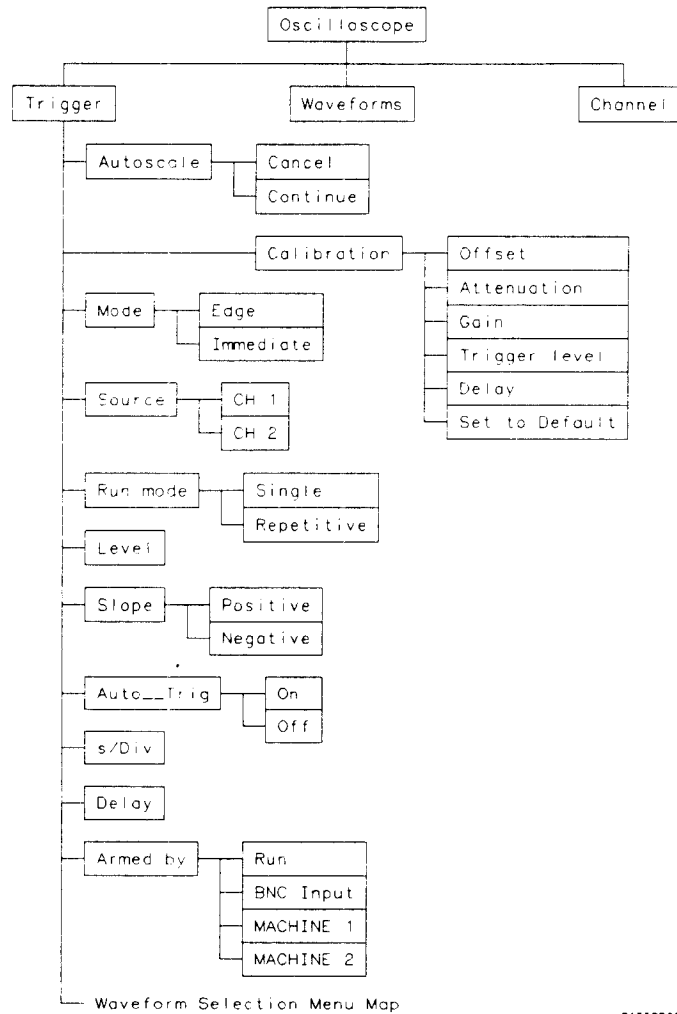 Oscilloscope
Trigger
Waveforms
Channel
Autoscale
Cancel
Continue
Calibration
Offset
Attenuation
Gain
Trigger level
Delay
Set to Default
Mode
Edge
Immediate
Source
CH 1
CH 2
Run mode
Single
Repetitive
Level
Slope
Positive
Negative
Auto__Trig
On
Off
s/Div
Delay
Armed by
Run
BNC Input
MACHINE 1
MACHINE 2
Waveform Selection Menu Map